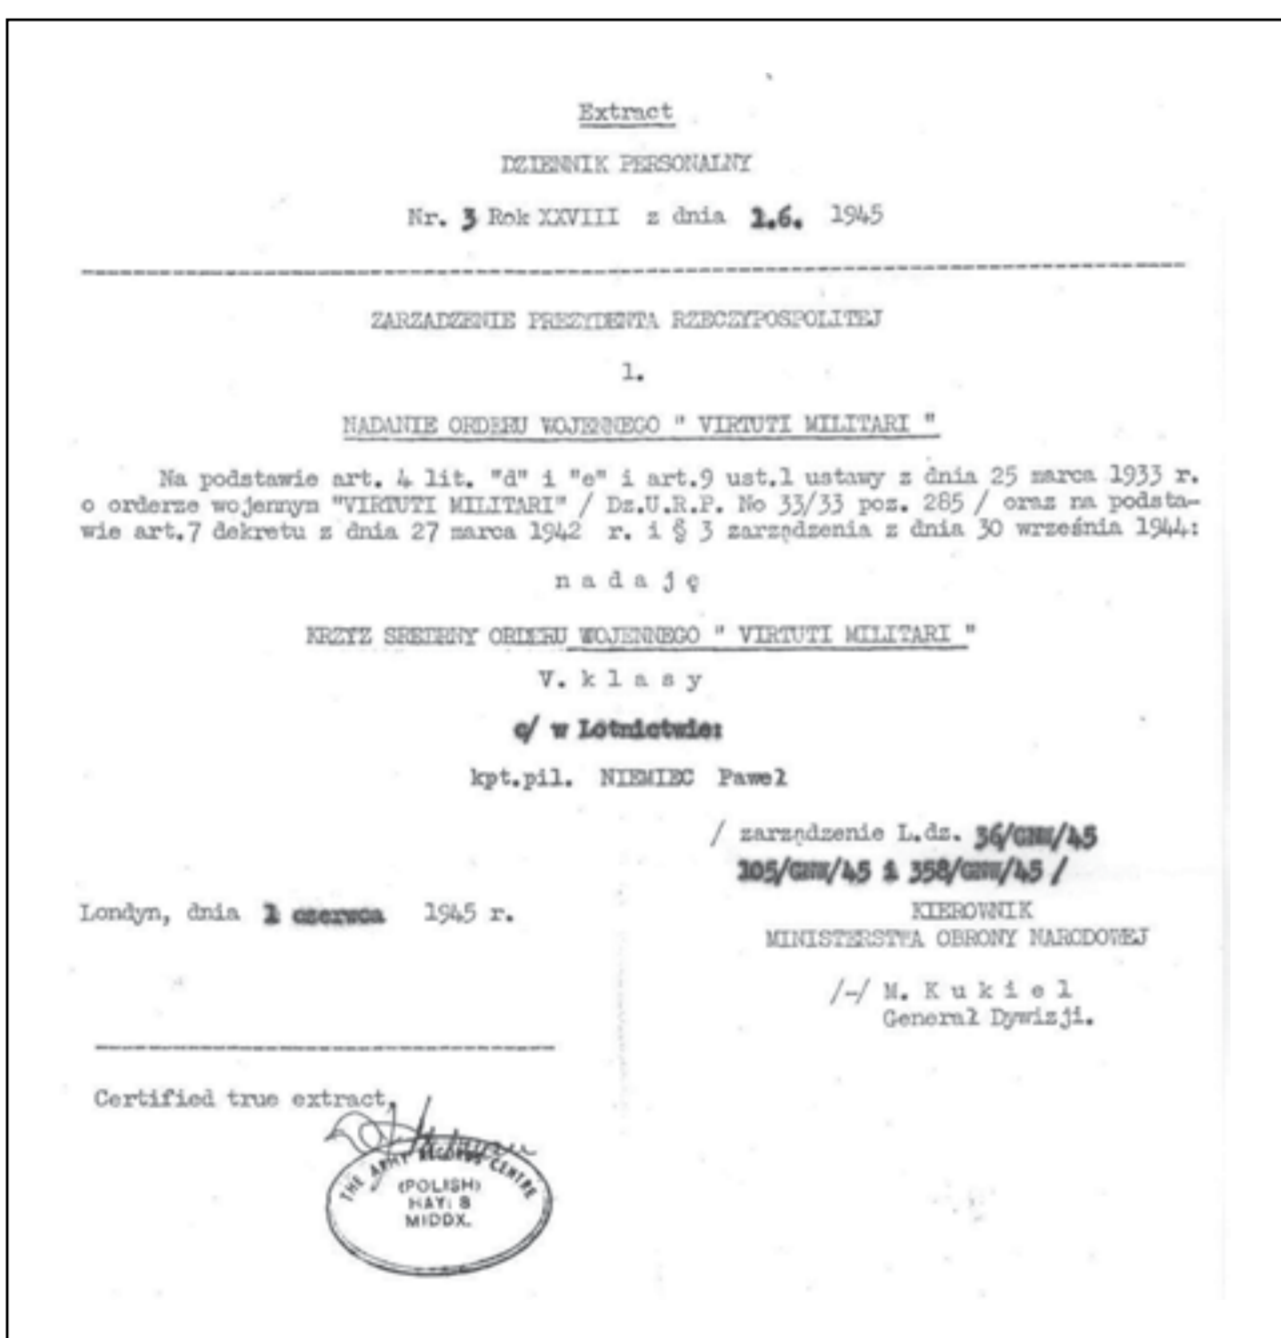 Extract
DZIENNIK PERSONALNY
Nr. 3 Rok XXVIII z dnia 1.6. 1945
ZARZADZENIE PREZYDENTA RZECZYPOSPOLITEJ
1.
NADANIE ORDERU WOJENNEGO " VIRTUTI MILITARI "
Na podstawie art. 4 lit. "d" i "e" i art.9 ust.1 ustawy z dnia 25 marca 1933 r.
o orderze wojennym "VIRTUTI MILITARI" / Dz.U.R.P. No 33/33 poz. 285 / oraz na podsta-
wie art.7 dekretu z dnia 27 marca 1942 r. i § 3 zarządzenia z dnia 30 września 1944:
n a d a j ę
KRZYZ SREBRNY ORDERU WOJENNEGO " VIRTUTI MILITARI "
V. k l a s y
c/ w Lotnictwie:
kpt.pil. NIEMIEC Paweł
/ zarządzenie L.dz. 36/GNW/45
105/GNW/45 i 358/GNW/45 /
Londyn, dnia 1 czerwca 1945 r.
KIEROWNIK
MINISTERSTWA OBRONY NARODOWEJ
/-/ M. K u k i e l
Generał Dywizji.
Certified true extract.
THE ARMY RECORDS CENTRE
(POLISH)
MIDDX.